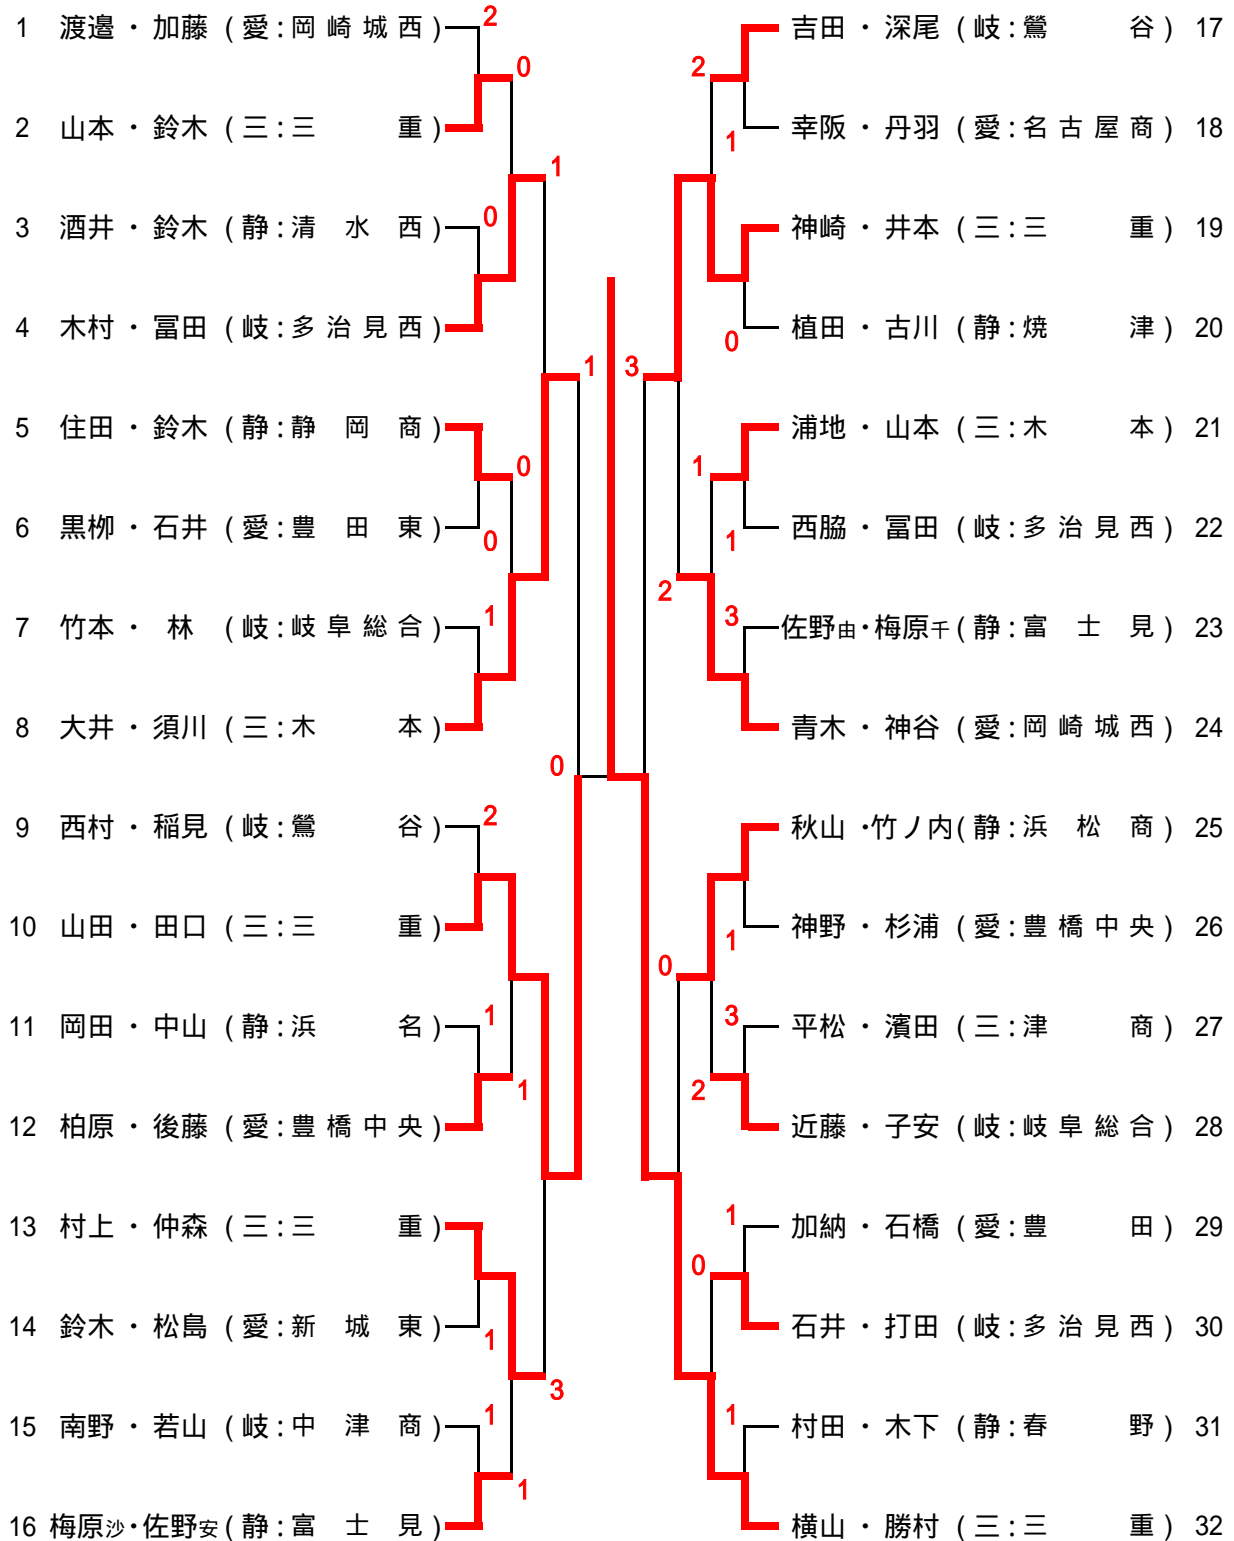 1 渡邉・加藤 (愛:岡崎城西) 2
0
2 山本・鈴木 (三:三重)
1
3 酒井・鈴木 (静:清水西) 0
4 木村・冨田 (岐:多治見西)
1
5 住田・鈴木 (静:静岡商)
0
6 黒栁・石井 (愛:豊田東) 0
7 竹本・林 (岐:岐阜総合) 1
8 大井・須川 (三:木本)
0
9 西村・稲見 (岐:鶯谷) 2
10 山田・田口 (三:三重)
11 岡田・中山 (静:浜名) 1
1
12 柏原・後藤 (愛:豊橋中央)
13 村上・仲森 (三:三重)
14 鈴木・松島 (愛:新城東) 1
3
15 南野・若山 (岐:中津商) 1
1
16 梅原沙・佐野安 (静:富士見)
吉田・深尾 (岐:鶯谷) 17
2
1 幸阪・丹羽 (愛:名古屋商) 18
神崎・井本 (三:三重) 19
0 植田・古川 (静:焼津) 20
3
浦地・山本 (三:木本) 21
1
1 西脇・冨田 (岐:多治見西) 22
2
3 佐野由・梅原千 (静:富士見) 23
青木・神谷 (愛:岡崎城西) 24
秋山・竹ノ内 (静:浜松商) 25
1 神野・杉浦 (愛:豊橋中央) 26
0
3 平松・濱田 (三:津商) 27
2
近藤・子安 (岐:岐阜総合) 28
1 加納・石橋 (愛:豊田) 29
0
石井・打田 (岐:多治見西) 30
1 村田・木下 (静:春野) 31
横山・勝村 (三:三重) 32